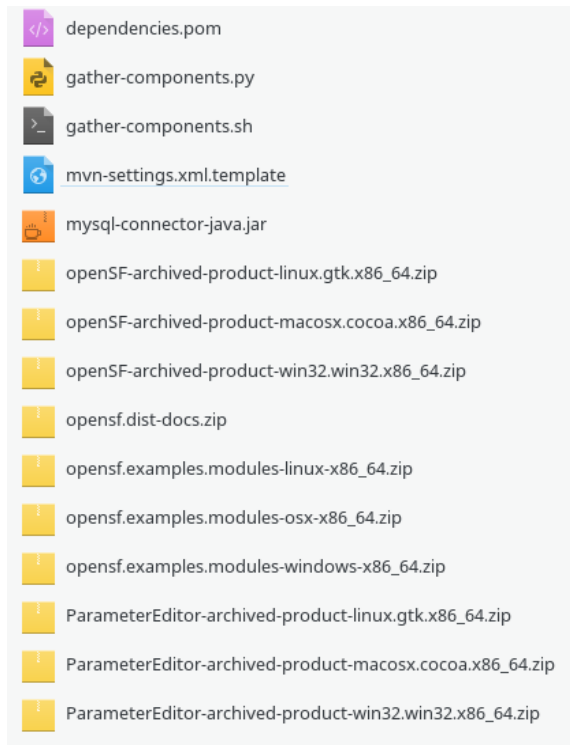 dependencies.pom
gather-components.py
gather-components.sh
mvn-settings.xml.template
mysql-connector-java.jar
openSF-archived-product-linux.gtk.x86_64.zip
openSF-archived-product-macosx.cocoa.x86_64.zip
openSF-archived-product-win32.win32.x86_64.zip
opensf.dist-docs.zip
opensf.examples.modules-linux-x86_64.zip
opensf.examples.modules-osx-x86_64.zip
opensf.examples.modules-windows-x86_64.zip
ParameterEditor-archived-product-linux.gtk.x86_64.zip
ParameterEditor-archived-product-macosx.cocoa.x86_64.zip
ParameterEditor-archived-product-win32.win32.x86_64.zip